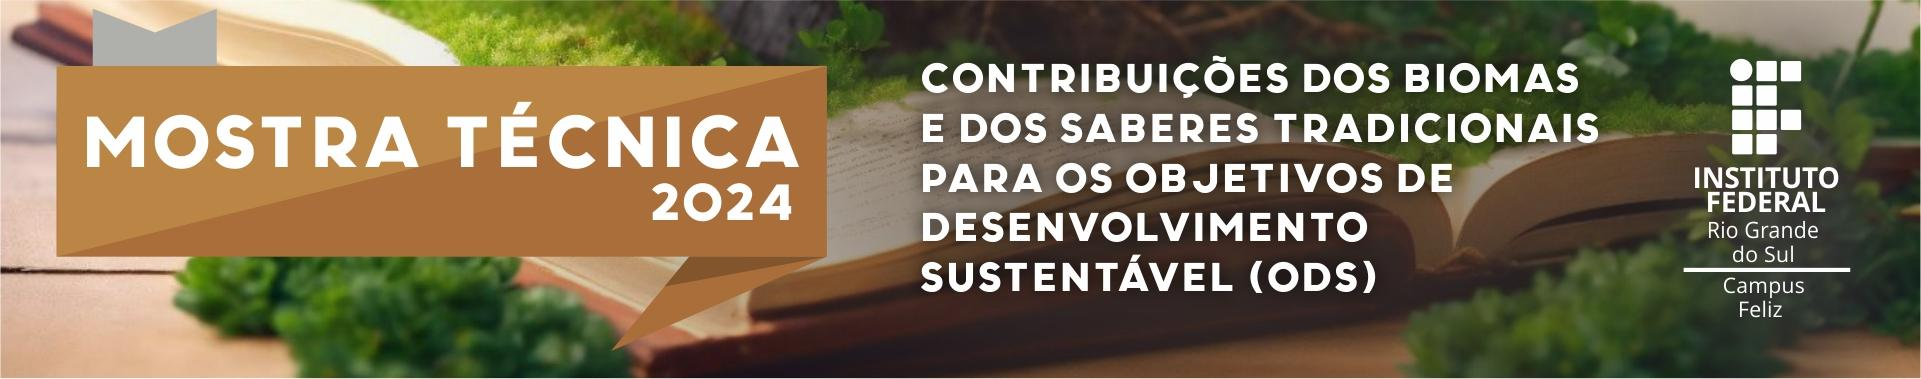 MOSTRA TÉCNICA
2024
CONTRIBUIÇÕES DOS BIOMAS
E DOS SABERES TRADICIONAIS
PARA OS OBJETIVOS DE
DESENVOLVIMENTO
SUSTENTÁVEL (ODS)
INSTITUTO
FEDERAL
Rio Grande
do Sul
Campus
Feliz